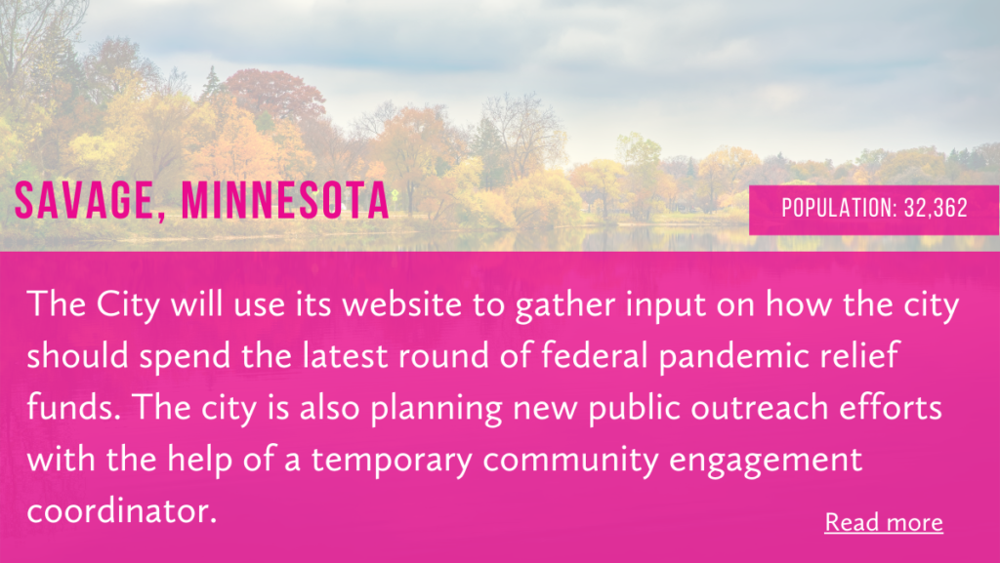 SAVAGE, MINNESOTA
POPULATION: 32,362
The City will use its website to gather input on how the city
should spend the latest round of federal pandemic relief
funds. The city is also planning new public outreach efforts
with the help of a temporary community engagement
coordinator.
Read more